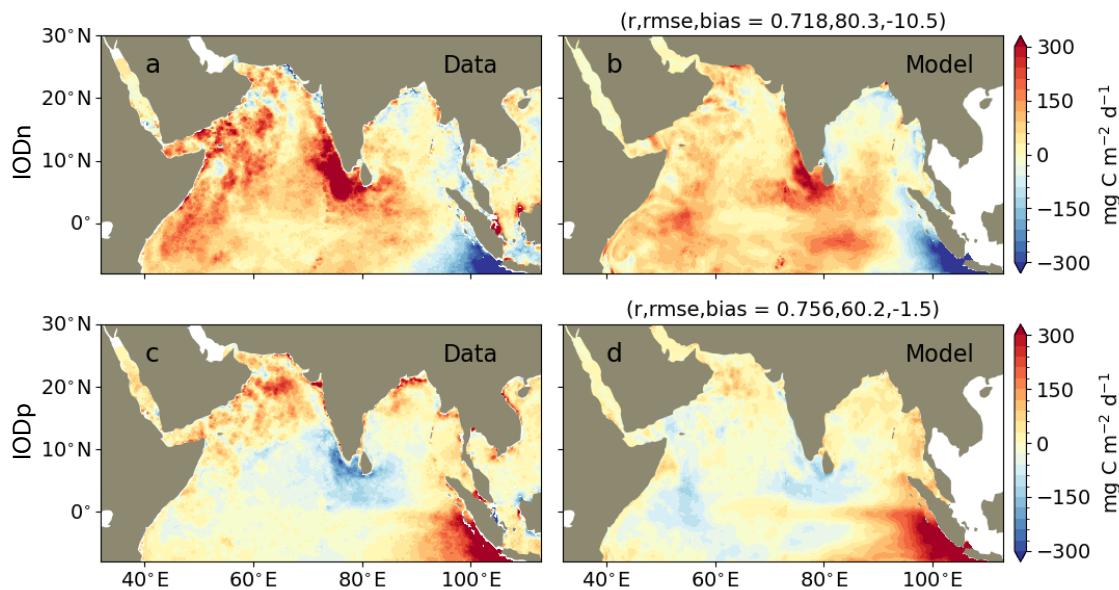 (r,rmse,bias = 0.718,80.3,-10.5)
30°N
20°N
10°N
0°
IODn
a
Data
b
Model
300
150
0
−150
−300
mg C m⁻² d⁻¹
(r,rmse,bias = 0.756,60.2,-1.5)
30°N
20°N
10°N
0°
IODp
c
Data
d
Model
300
150
0
−150
−300
mg C m⁻² d⁻¹
40°E
60°E
80°E
100°E
40°E
60°E
80°E
100°E